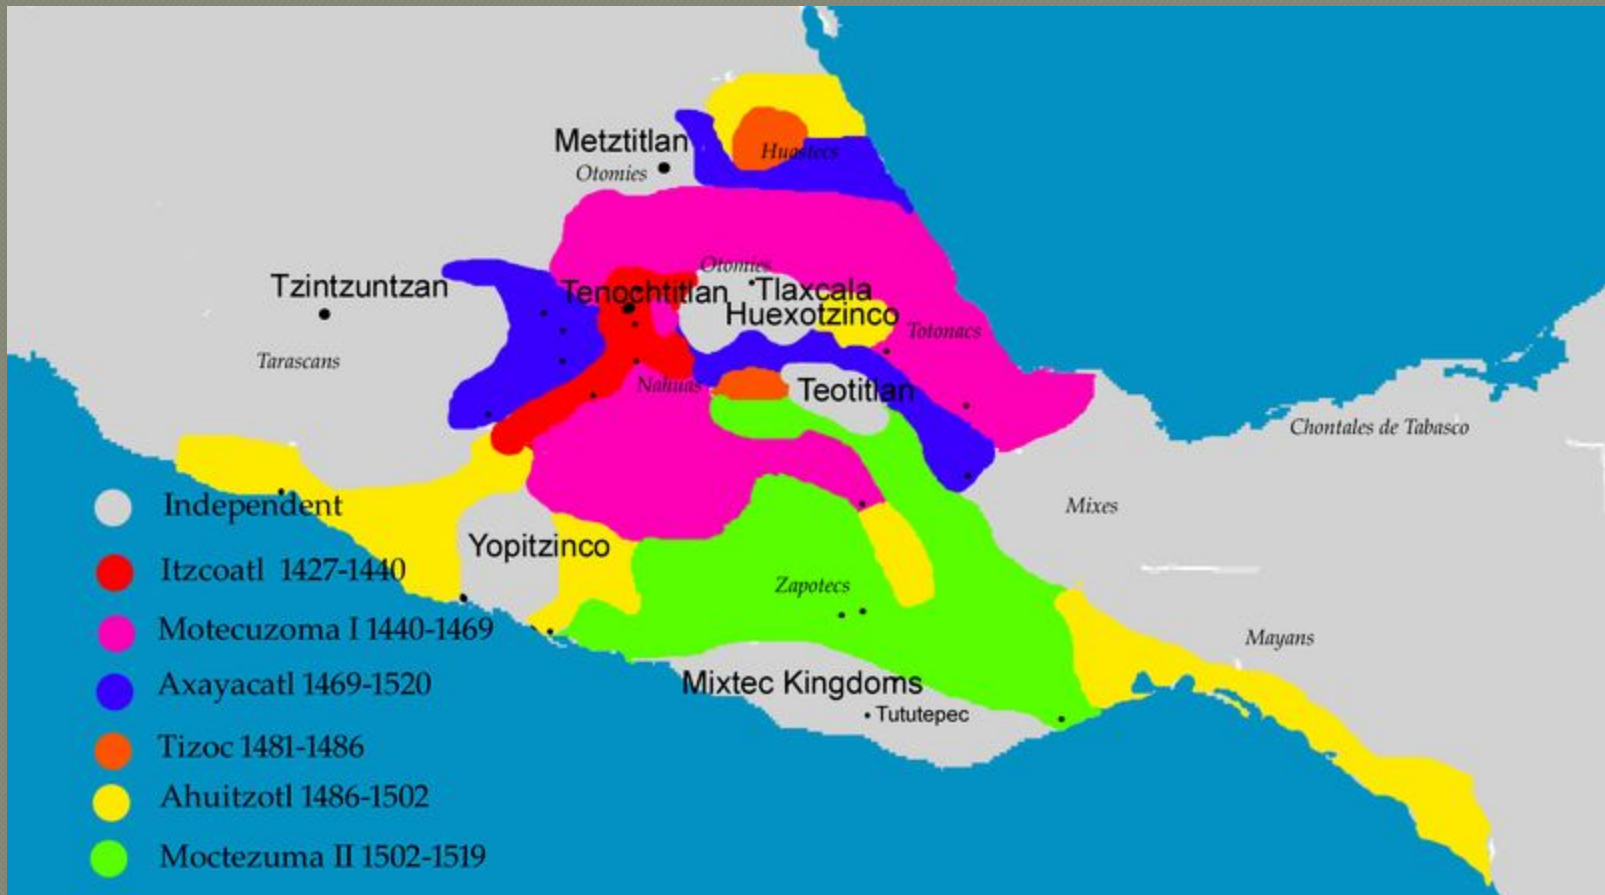 Metztitlan
Otomies
Huastecs
Tzintzuntzan
Otomies
Tenochtitlan
Tlaxcala
Huexotzinco
Totonacs
Tarascans
Nahuas
Teotitlan
Chontales de Tabasco
Mixes
Yopitzinco
Zapotecs
Mayans
Mixtec Kingdoms
Tututepec
Independent
Itzcoatl 1427-1440
Motecuzoma I 1440-1469
Axayacatl 1469-1520
Tizoc 1481-1486
Ahuitzotl 1486-1502
Moctezuma II 1502-1519